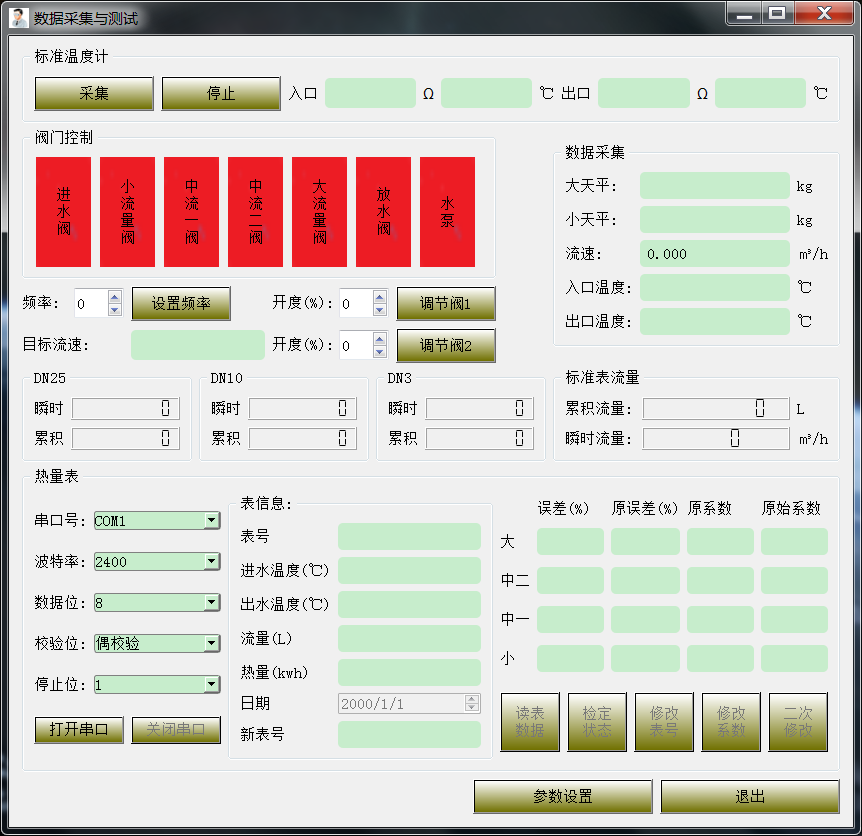 数据采集与测试
标准温度计
采集 停止 入口 Ω ℃ 出口 Ω ℃
阀门控制
进水阀 小流量阀 中流一阀 中流二阀 大流量阀 放水阀 水泵
数据采集
大天平: kg
小天平: kg
流速: 0.000 m³/h
入口温度: ℃
出口温度: ℃
频率: 0 设置频率 开度(%): 0 调节阀1
目标流速: 开度(%): 0 调节阀2
DN25 DN10 DN3 标准表流量
瞬时 0 瞬时 0 瞬时 0 累积流量: 0 L
累积 0 累积 0 累积 0 瞬时流量: 0 m³/h
热量表
串口号: COM1
波特率: 2400
数据位: 8
校验位: 偶校验
停止位: 1
打开串口 关闭串口
表信息:
表号
进水温度(℃)
出水温度(℃)
流量(L)
热量(kwh)
日期 2000/1/1
新表号
误差(%) 原误差(%) 原系数 原始系数
大
中二
中一
小
读表数据 检定状态 修改表号 修改系数 二次修改
参数设置 退出